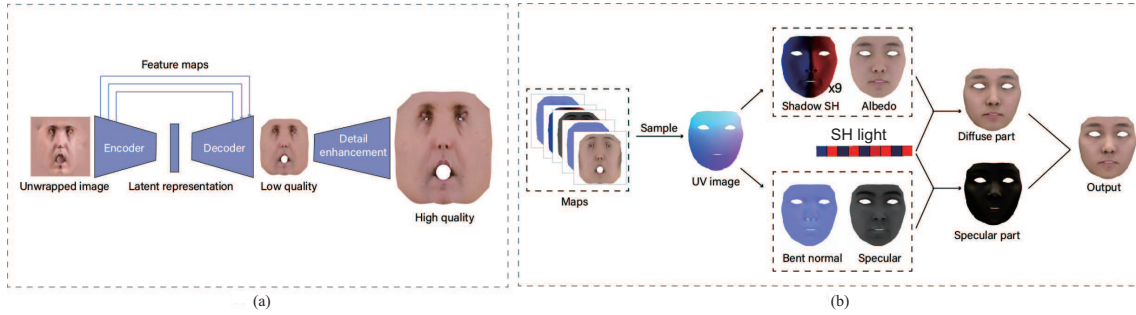 Feature maps
Encoder
Decoder
Detail
enhancement
Unwrapped image
Latent representation
Low quality
High quality
(a)
Maps
Sample
UV image
x9
Shadow SH
Albedo
SH light
Bent normal
Specular
Diffuse part
Specular part
Output
(b)